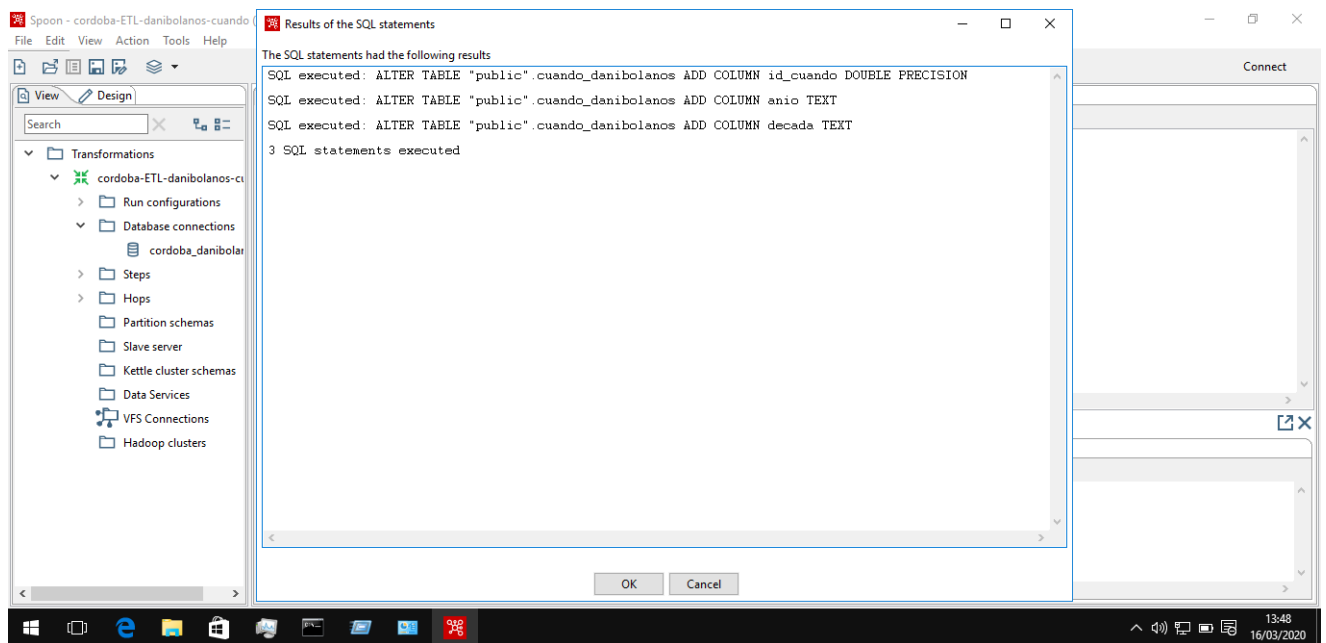 Spoon - cordoba-ETL-danibolanos-cuando
File Edit View Action Tools Help
Connect
View Design
Search
Transformations
cordoba-ETL-danibolanos-cu
Run configurations
Database connections
cordoba_danibolan
Steps
Hops
Partition schemas
Slave server
Kettle cluster schemas
Data Services
VFS Connections
Hadoop clusters
Results of the SQL statements
The SQL statements had the following results
SQL executed: ALTER TABLE "public".cuando_danibolanos ADD COLUMN id_cuando DOUBLE PRECISION
SQL executed: ALTER TABLE "public".cuando_danibolanos ADD COLUMN anio TEXT
SQL executed: ALTER TABLE "public".cuando_danibolanos ADD COLUMN decada TEXT
3 SQL statements executed
OK Cancel
13:48
16/03/2020